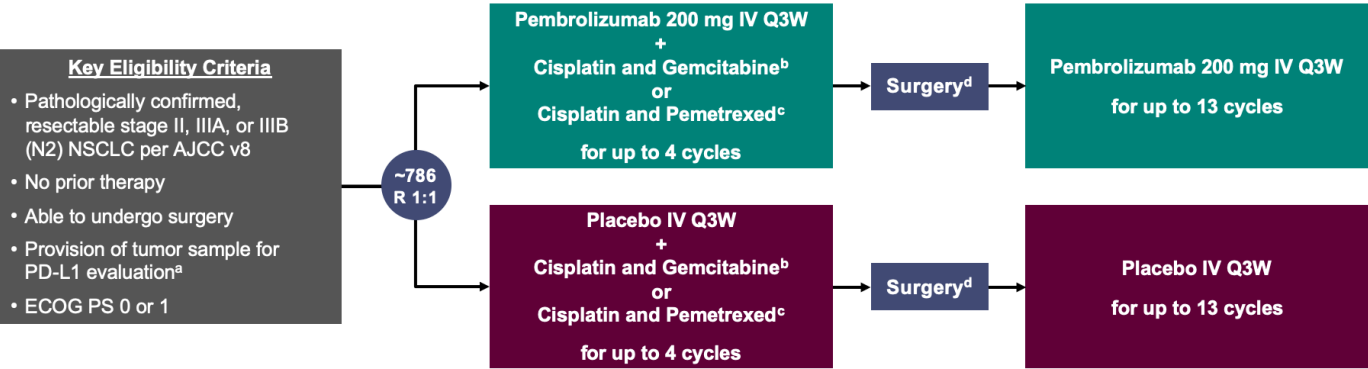 Key Eligibility Criteria
• Pathologically confirmed,
resectable stage II, IIIA, or IIIB
(N2) NSCLC per AJCC v8
• No prior therapy
• Able to undergo surgery
• Provision of tumor sample for
PD-L1 evaluationᵃ
• ECOG PS 0 or 1
~786
R 1:1
Pembrolizumab 200 mg IV Q3W
+
Cisplatin and Gemcitabineᵇ
or
Cisplatin and Pemetrexedᶜ
for up to 4 cycles
Surgeryᵈ
Pembrolizumab 200 mg IV Q3W
for up to 13 cycles
Placebo IV Q3W
+
Cisplatin and Gemcitabineᵇ
or
Cisplatin and Pemetrexedᶜ
for up to 4 cycles
Surgeryᵈ
Placebo IV Q3W
for up to 13 cycles